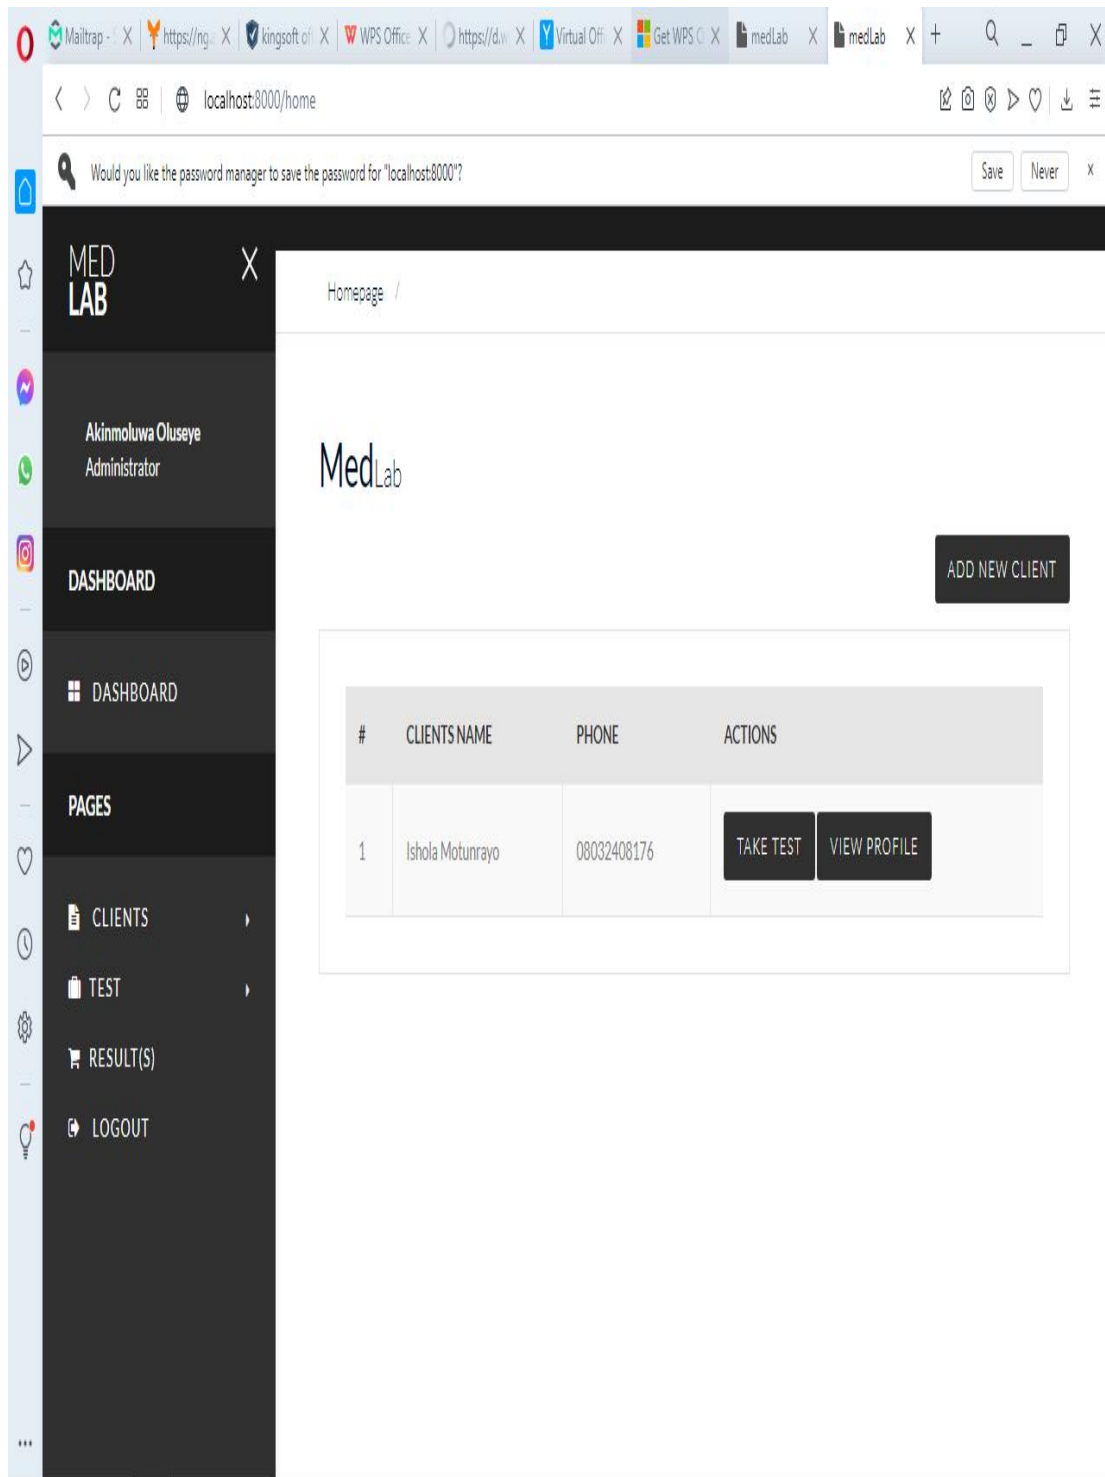 Mailtrap - https://ng. kingsoft of WPS Office https://d.w Virtual Offi Get WPS O medLab medLab
localhost:8000/home
Would you like the password manager to save the password for "localhost:8000"? Save Never
MED
LAB
Homepage /
Akinmoluwa Oluseye
Administrator
MedLab
ADD NEW CLIENT
DASHBOARD
DASHBOARD
# CLIENTS NAME PHONE ACTIONS
PAGES
1 Ishola Motunrayo 08032408176 TAKE TEST VIEW PROFILE
CLIENTS
TEST
RESULT(S)
LOGOUT